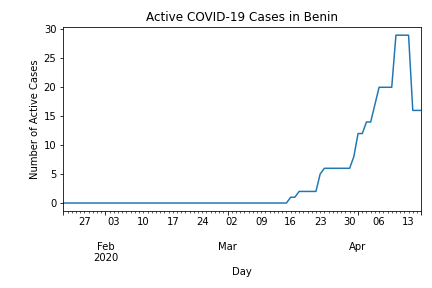 Active COVID-19 Cases in Benin
Number of Active Cases
30
25
20
15
10
5
0
27 03 10 17 24 02 09 16 23 30 06 13
Feb Mar Apr
2020
Day